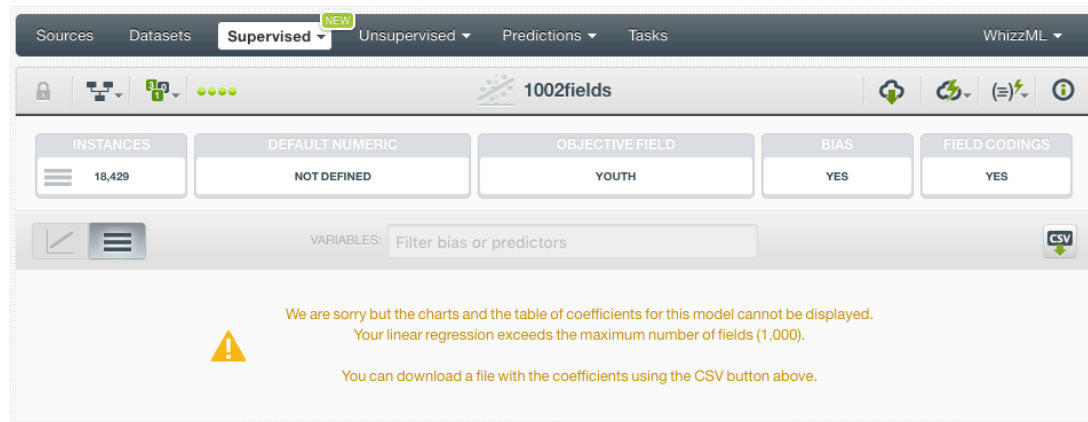 NEW
Sources Datasets Supervised Unsupervised Predictions Tasks WhizzML
1002fields
INSTANCES DEFAULT NUMERIC OBJECTIVE FIELD BIAS FIELD CODINGS
18,429 NOT DEFINED YOUTH YES YES
VARIABLES: Filter bias or predictors CSV
We are sorry but the charts and the table of coefficients for this model cannot be displayed.
Your linear regression exceeds the maximum number of fields (1,000).
You can download a file with the coefficients using the CSV button above.